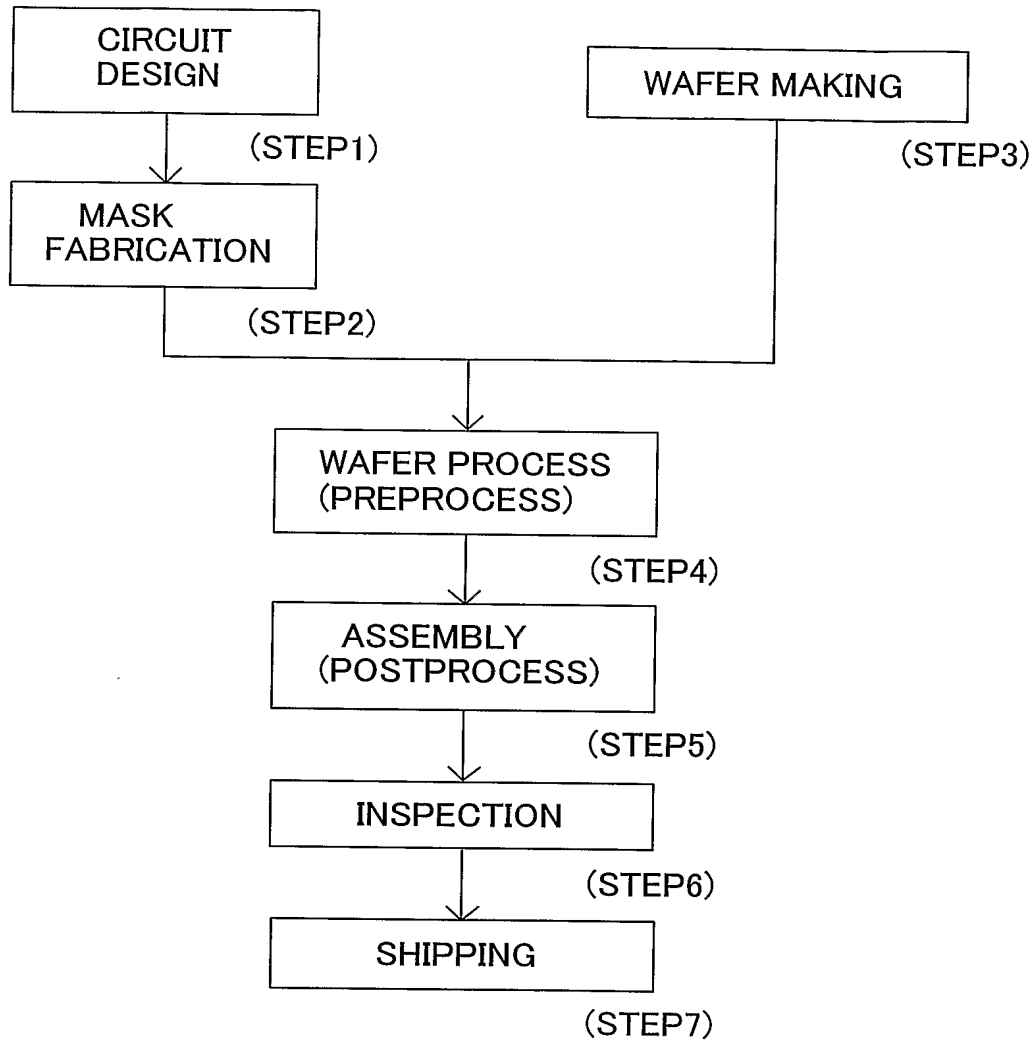 CIRCUIT
DESIGN
(STEP1)
MASK
FABRICATION
(STEP2)
WAFER MAKING
(STEP3)
WAFER PROCESS
(PREPROCESS)
(STEP4)
ASSEMBLY
(POSTPROCESS)
(STEP5)
INSPECTION
(STEP6)
SHIPPING
(STEP7)